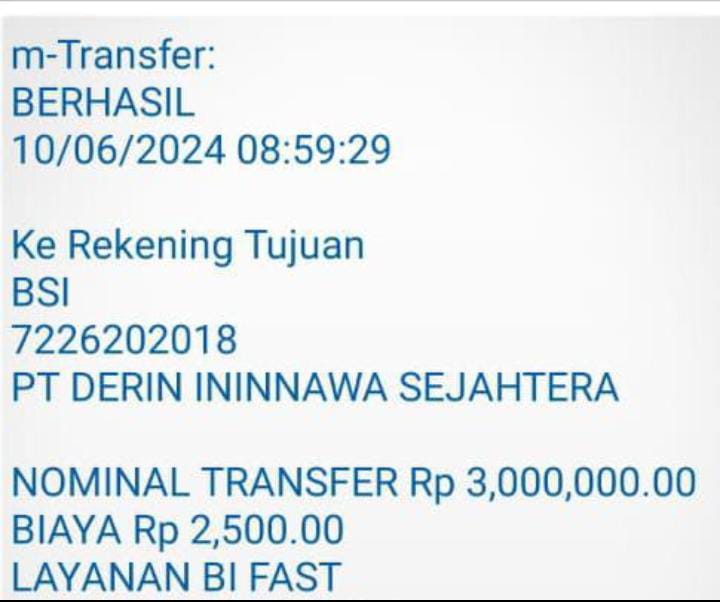 m-Transfer:
BERHASIL
10/06/2024 08:59:29
Ke Rekening Tujuan
BSI
7226202018
PT DERIN ININNAWA SEJAHTERA
NOMINAL TRANSFER Rp 3,000,000.00
BIAYA Rp 2,500.00
LAYANAN BI FAST